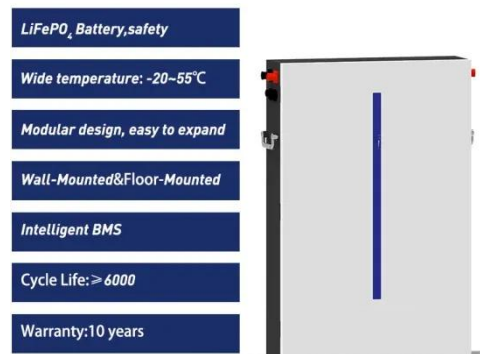 LiFePO₄ Battery,safety
Wide temperature: -20~55℃
Modular design, easy to expand
Wall-Mounted&Floor-Mounted
Intelligent BMS
Cycle Life:≥6000
Warranty:10 years